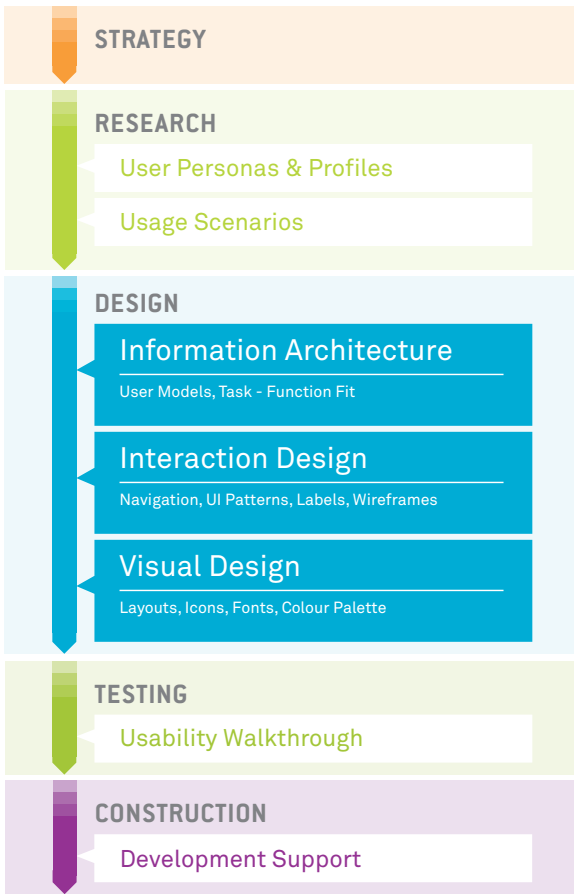 STRATEGY
RESEARCH
User Personas & Profiles
Usage Scenarios
DESIGN
Information Architecture
User Models, Task - Function Fit
Interaction Design
Navigation, UI Patterns, Labels, Wireframes
Visual Design
Layouts, Icons, Fonts, Colour Palette
TESTING
Usability Walkthrough
CONSTRUCTION
Development Support